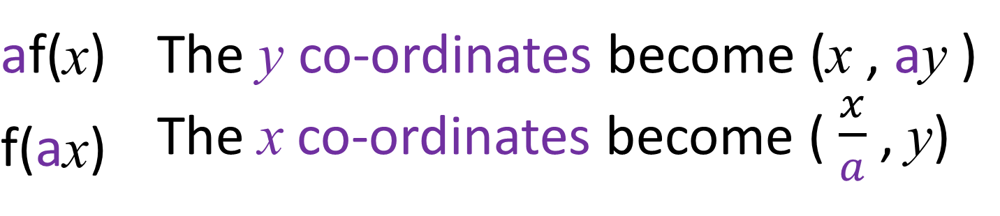 af(x) The y co-ordinates become (x , ay )
f(ax) The x co-ordinates become ( x/a , y)